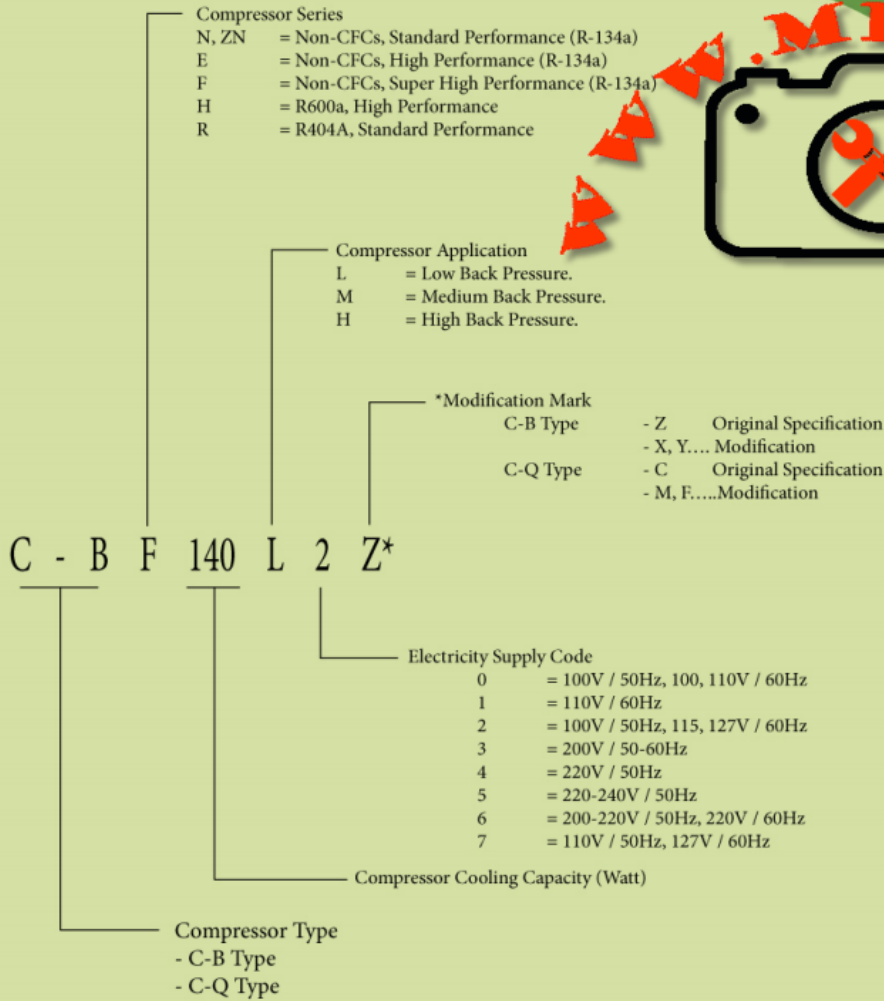 Compressor Series
N, ZN = Non-CFCs, Standard Performance (R-134a)
E = Non-CFCs, High Performance (R-134a)
F = Non-CFCs, Super High Performance (R-134a)
H = R600a, High Performance
R = R404A, Standard Performance
WWW.M
Compressor Application
L = Low Back Pressure.
M = Medium Back Pressure.
H = High Back Pressure.
*Modification Mark
C-B Type - Z Original Specification
- X, Y.... Modification
C-Q Type - C Original Specification
- M, F.....Modification
C - B F 140 L 2 Z*
Electricity Supply Code
0 = 100V / 50Hz, 100, 110V / 60Hz
1 = 110V / 60Hz
2 = 100V / 50Hz, 115, 127V / 60Hz
3 = 200V / 50-60Hz
4 = 220V / 50Hz
5 = 220-240V / 50Hz
6 = 200-220V / 50Hz, 220V / 60Hz
7 = 110V / 50Hz, 127V / 60Hz
Compressor Cooling Capacity (Watt)
Compressor Type
- C-B Type
- C-Q Type